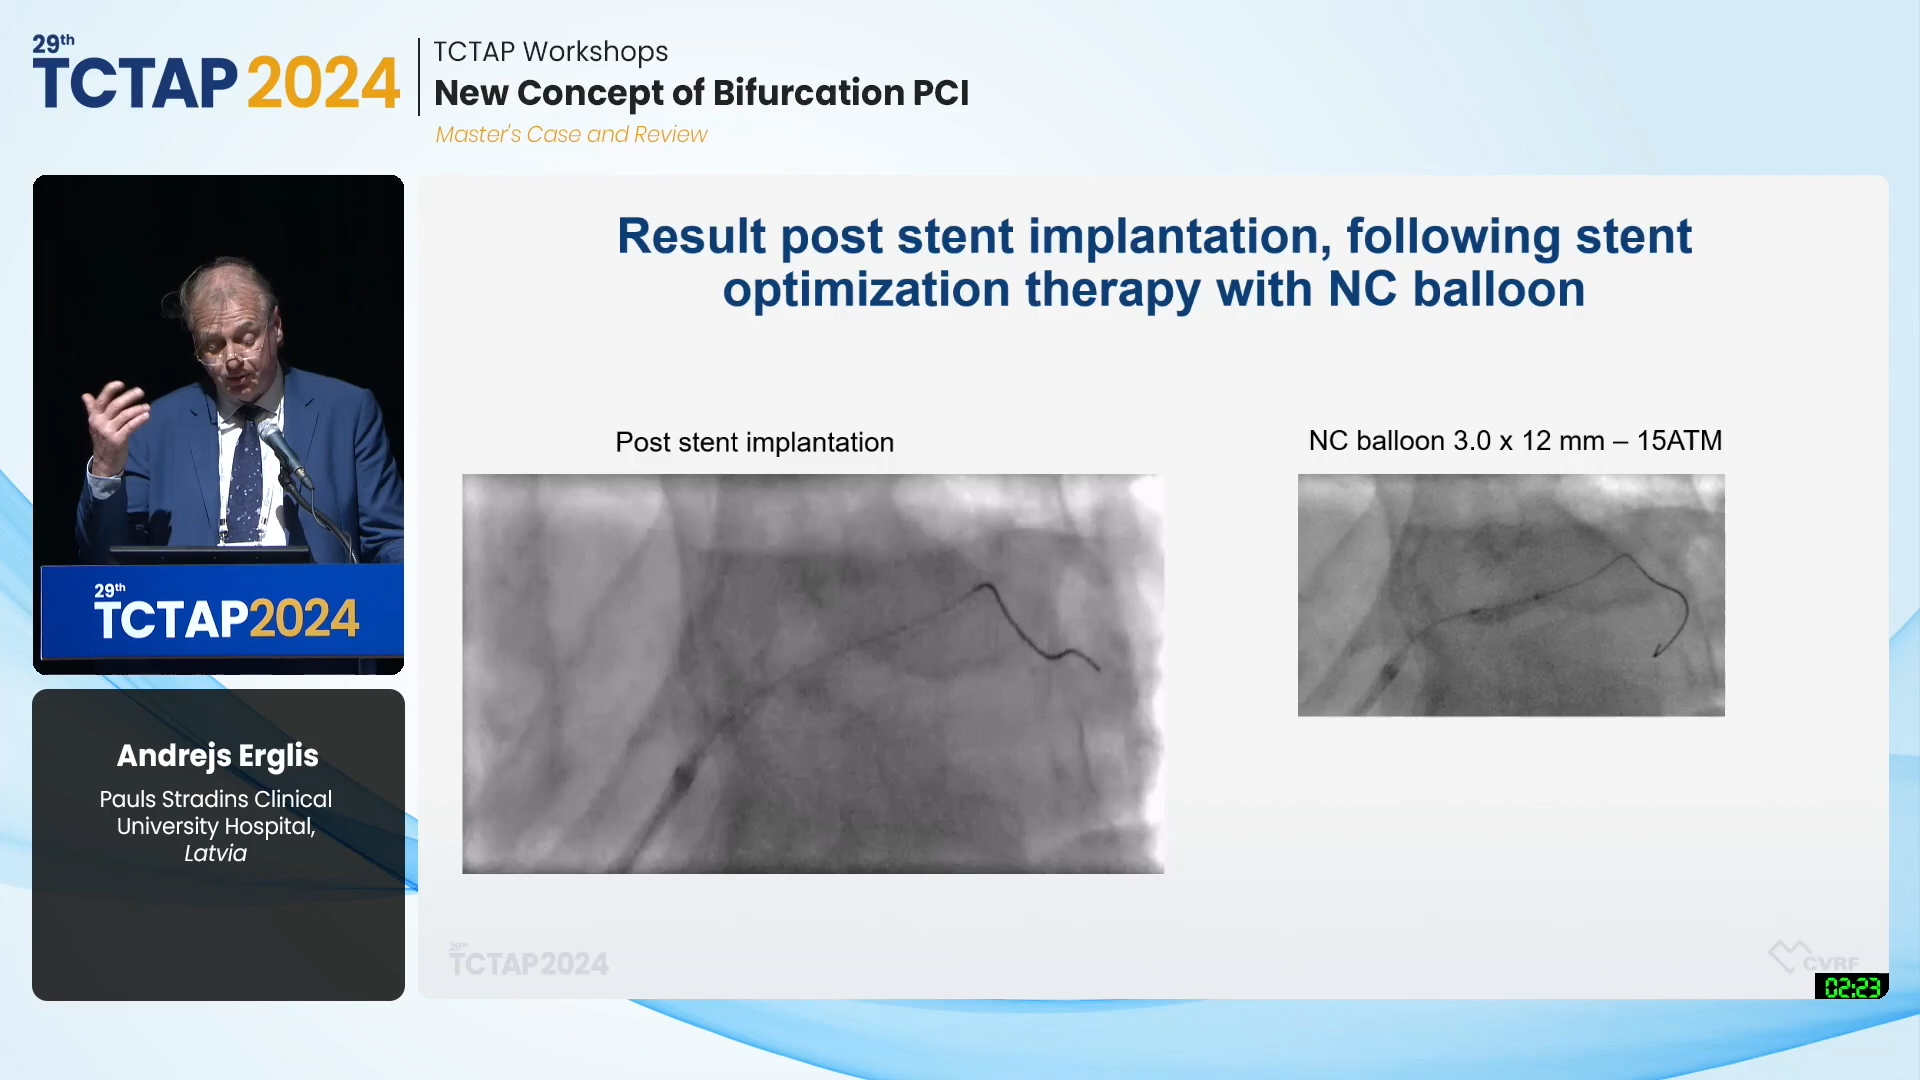 29th
TCTAP 2024
TCTAP Workshops
New Concept of Bifurcation PCI
Master's Case and Review
Result post stent implantation, following stent
optimization therapy with NC balloon
Post stent implantation
NC balloon 3.0 x 12 mm – 15ATM
29th
TCTAP2024
Andrejs Erglis
Pauls Stradins Clinical
University Hospital,
Latvia
29th
TCTAP2024
CVRF
02:23